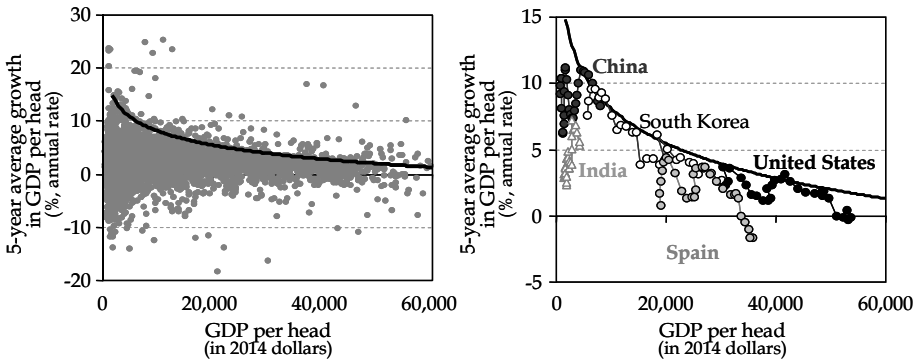 5-year average growth
in GDP per head
(%, annual rate)
30
20
10
0
-10
-20
0
20,000
40,000
60,000
GDP per head
(in 2014 dollars)
5-year average growth
in GDP per head
(%, annual rate)
15
10
5
0
-5
China
South Korea
United States
India
Spain
0
20,000
40,000
60,000
GDP per head
(in 2014 dollars)